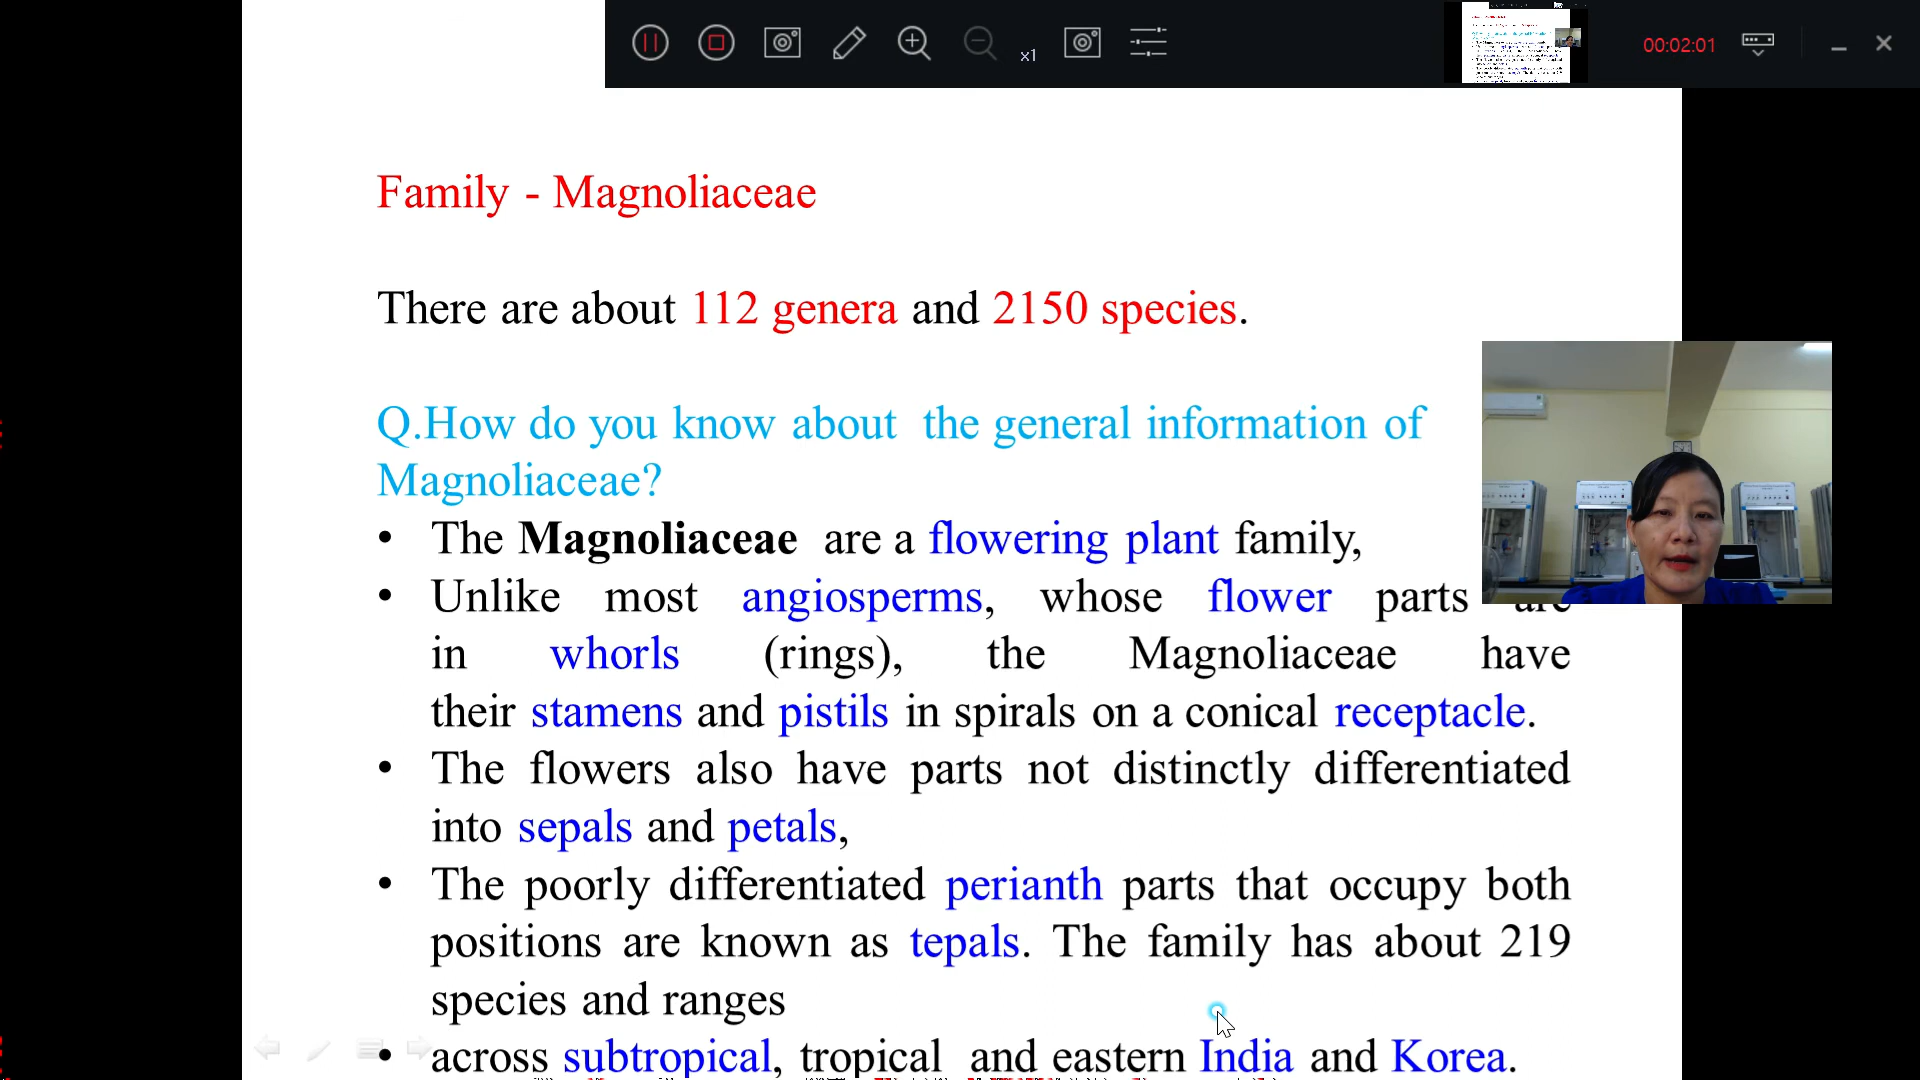 x1
00:02:01
Family - Magnoliaceae
There are about 112 genera and 2150 species.
Q.How do you know about the general information of
Magnoliaceae?
• The Magnoliaceae are a flowering plant family,
• Unlike most angiosperms, whose flower parts are
in whorls (rings), the Magnoliaceae have
their stamens and pistils in spirals on a conical receptacle.
• The flowers also have parts not distinctly differentiated
into sepals and petals,
• The poorly differentiated perianth parts that occupy both
positions are known as tepals. The family has about 219
species and ranges
• across subtropical, tropical and eastern India and Korea.